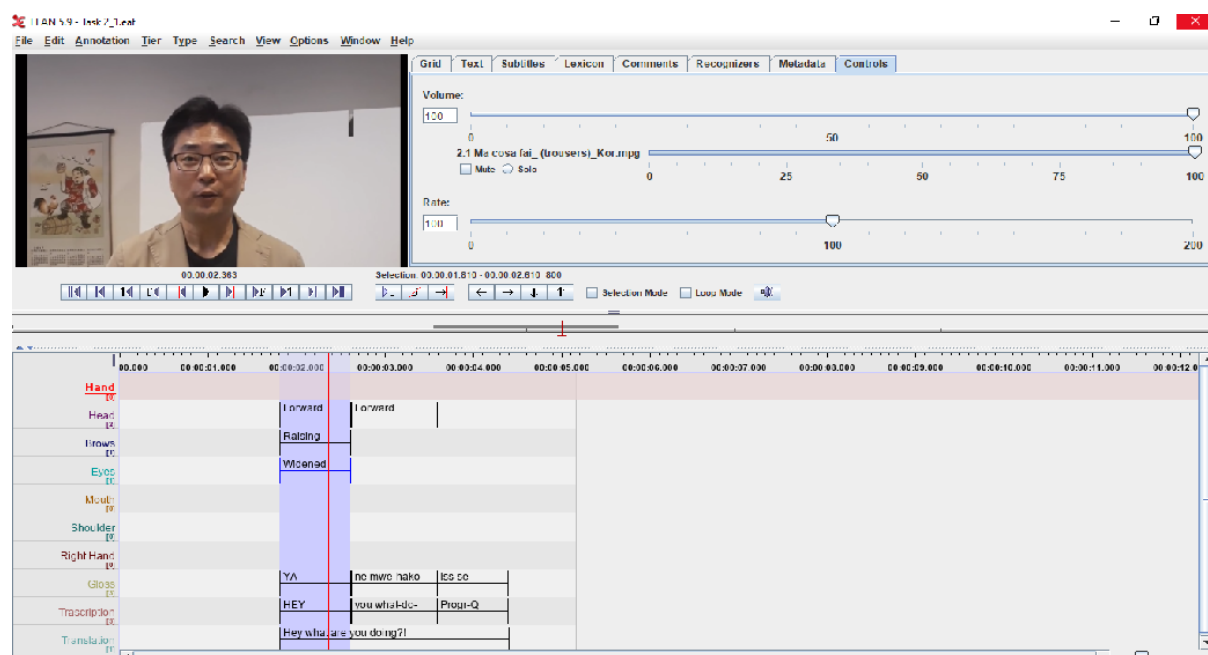 ELAN 5.9 - Task 2_1.eaf
File Edit Annotation Tier Type Search View Options Window Help
Grid Text Subtitles Lexicon Comments Recognizers Metadata Controls
Volume:
100
0 50 100
2.1 Ma cosa fai_ (trousers)_Kor.mpg
Mute Solo
0 25 50 75 100
Rate:
100
0 100 200
00:00:02.363
Selection: 00:00:01.810 - 00:00:02.610 800
Selection Mode Loop Mode
00.000 00:00:01.000 00:00:02.000 00:00:03.000 00:00:04.000 00:00:05.000 00:00:06.000 00:00:07.000 00:00:08.000 00:00:09.000 00:00:10.000 00:00:11.000 00:00:12.0
Hand
Head Forward Forward
Brows Raising
Eyes Widened
Mouth
Shoulder
Right Hand
Gloss YA ne mwe-hako iss-se
Trascription HEY you what-do- Progr-Q
Translation Hey what are you doing?!